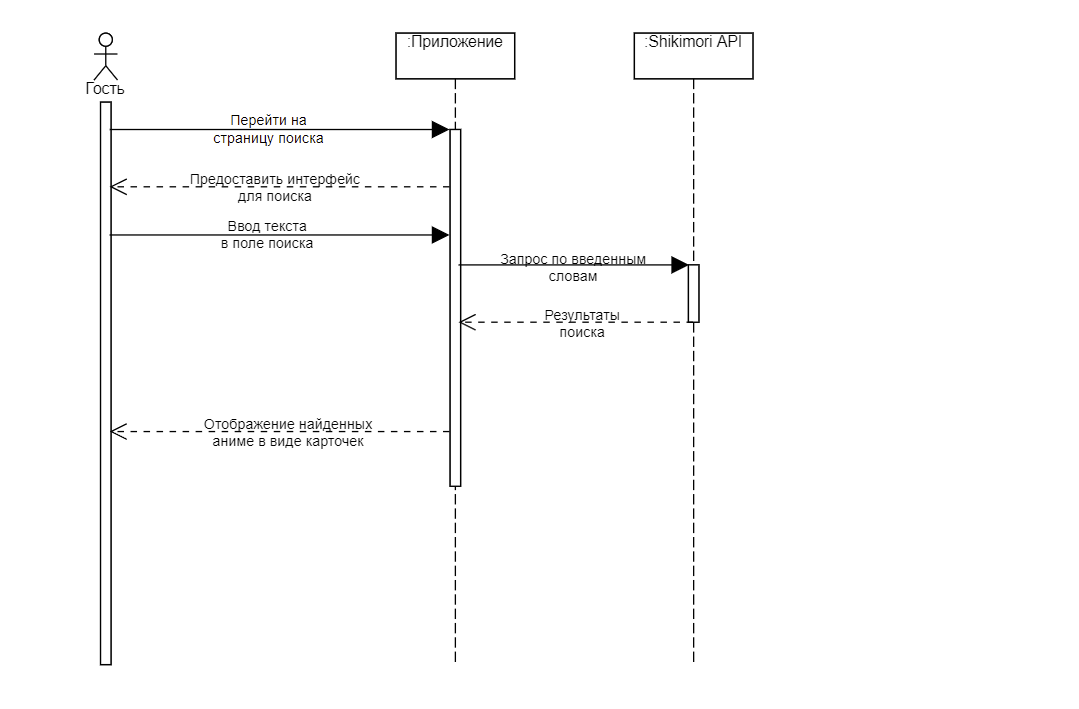 :Приложение
:Shikimori API
Гость
Перейти на
страницу поиска
Предоставить интерфейс
для поиска
Ввод текста
в поле поиска
Запрос по введенным
словам
Результаты
поиска
Отображение найденных
аниме в виде карточек